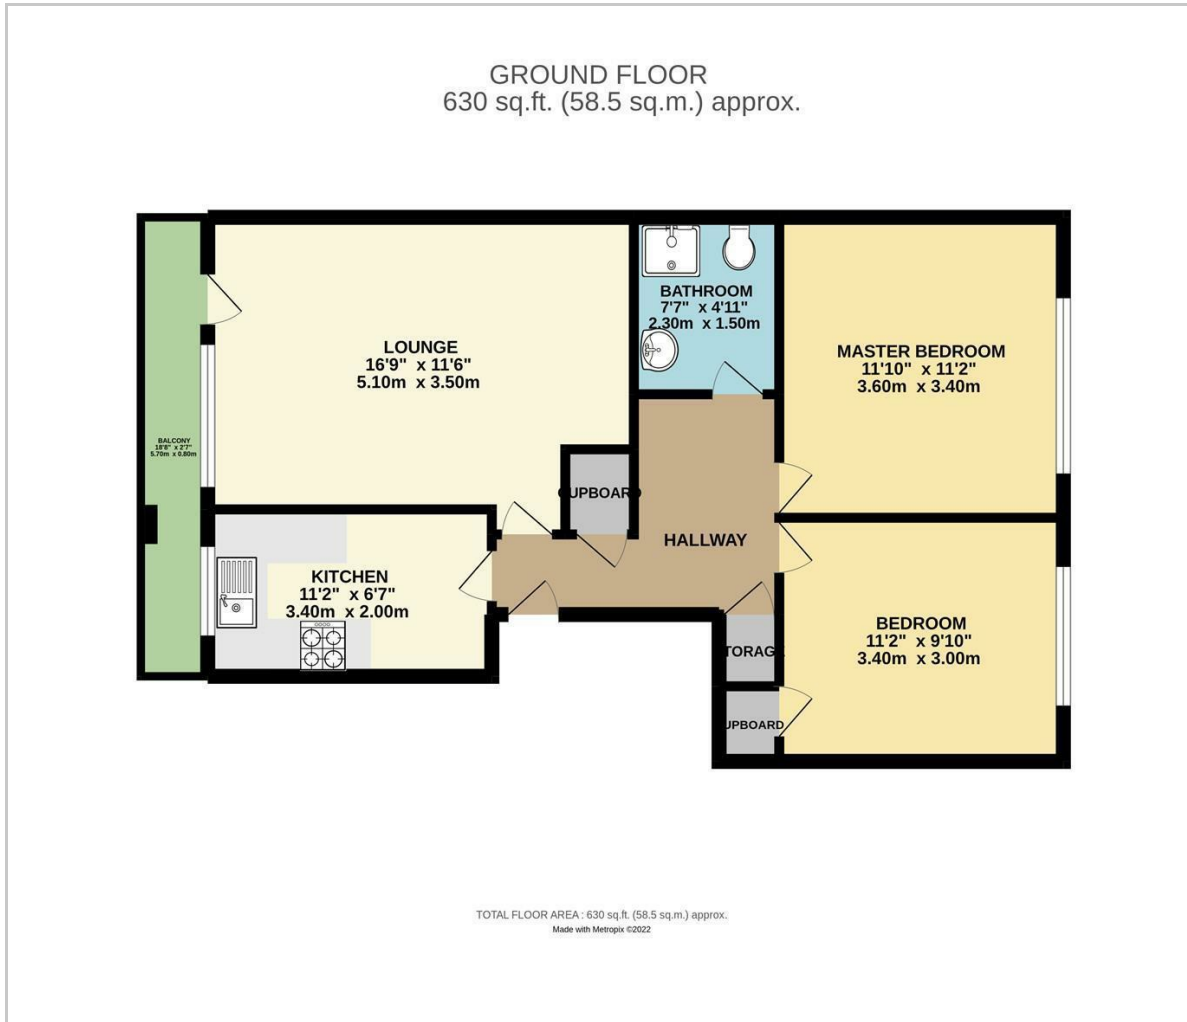 GROUND FLOOR
630 sq.ft. (58.5 sq.m.) approx.
BATHROOM
7'7" x 4'11"
2.30m x 1.50m
LOUNGE
16'9" x 11'6"
5.10m x 3.50m
MASTER BEDROOM
11'10" x 11'2"
3.60m x 3.40m
BALCONY
18'8" x 2'7"
5.70m x 0.80m
CUPBOARD
HALLWAY
KITCHEN
11'2" x 6'7"
3.40m x 2.00m
BEDROOM
11'2" x 9'10"
3.40m x 3.00m
STORAGE
CUPBOARD
TOTAL FLOOR AREA : 630 sq.ft. (58.5 sq.m.) approx.
Made with Metropix ©2022